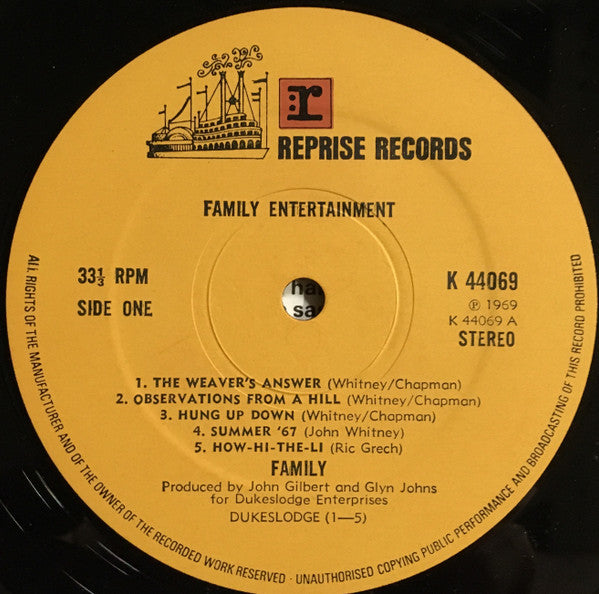 r:
REPRISE RECORDS
FAMILY ENTERTAINMENT
33⅓ RPM
SIDE ONE
K 44069
℗ 1969
K 44069 A
STEREO
1. THE WEAVER'S ANSWER (Whitney/Chapman)
2. OBSERVATIONS FROM A HILL (Whitney/Chapman)
3. HUNG UP DOWN (Whitney/Chapman)
4. SUMMER '67 (John Whitney)
5. HOW-HI-THE-LI (Ric Grech)
FAMILY
Produced by John Gilbert and Glyn Johns
for Dukeslodge Enterprises
DUKESLODGE (1—5)
ALL RIGHTS OF THE MANUFACTURER AND OF THE OWNER OF THE RECORDED WORK RESERVED · UNAUTHORISED COPYING PUBLIC PERFORMANCE AND BROADCASTING OF THIS RECORD PROHIBITED